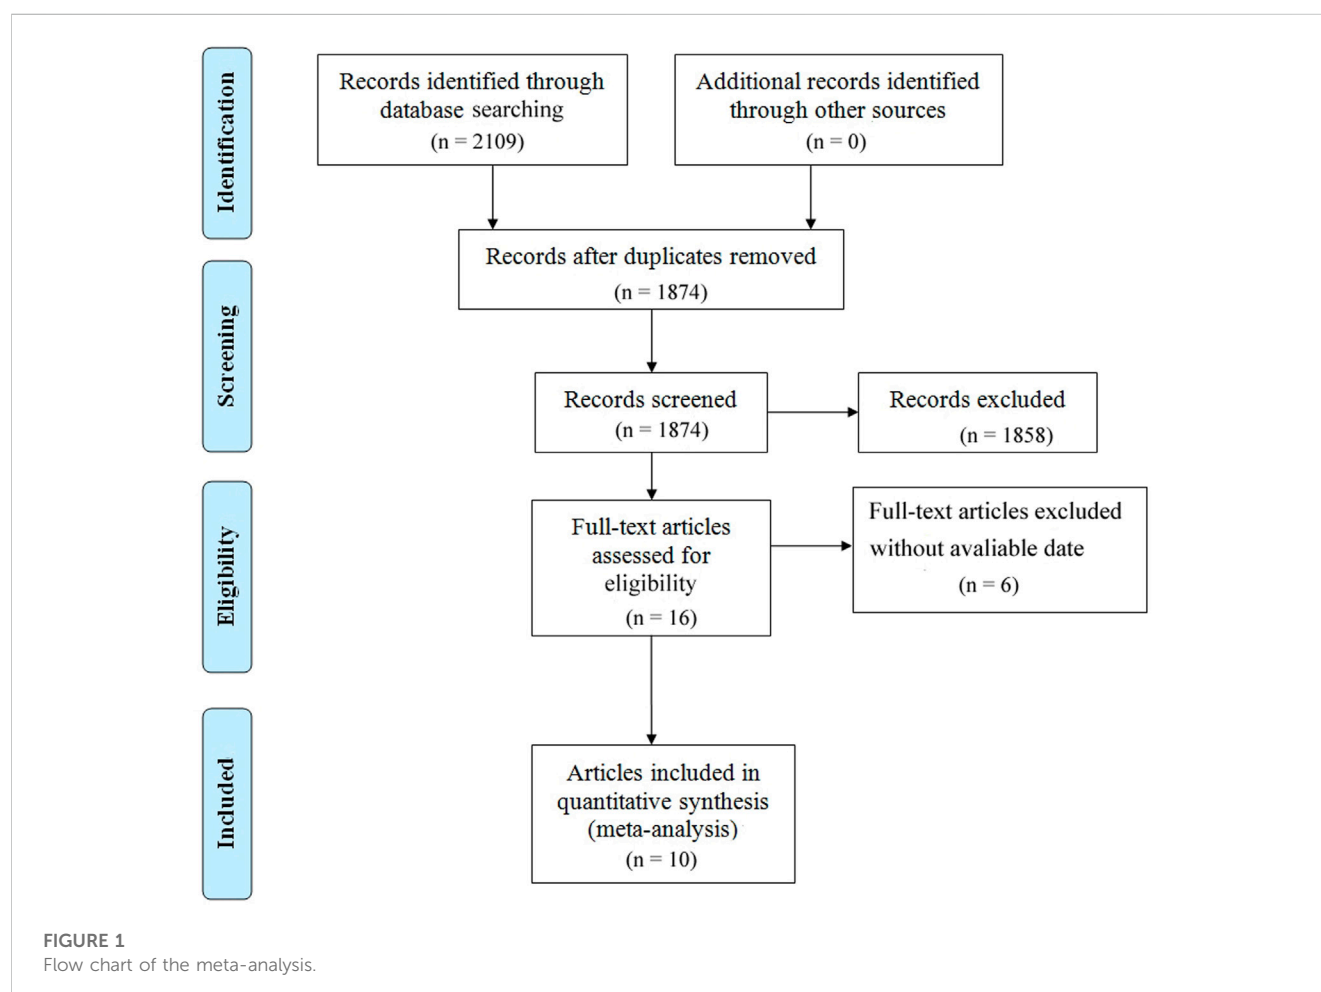 Identification
Records identified through
database searching
(n = 2109)
Additional records identified
through other sources
(n = 0)
Records after duplicates removed
(n = 1874)
Screening
Records screened
(n = 1874)
Records excluded
(n = 1858)
Eligibility
Full-text articles
assessed for
eligibility
(n = 16)
Full-text articles excluded
without avaliable date
(n = 6)
Included
Articles included in
quantitative synthesis
(meta-analysis)
(n = 10)
FIGURE 1
Flow chart of the meta-analysis.